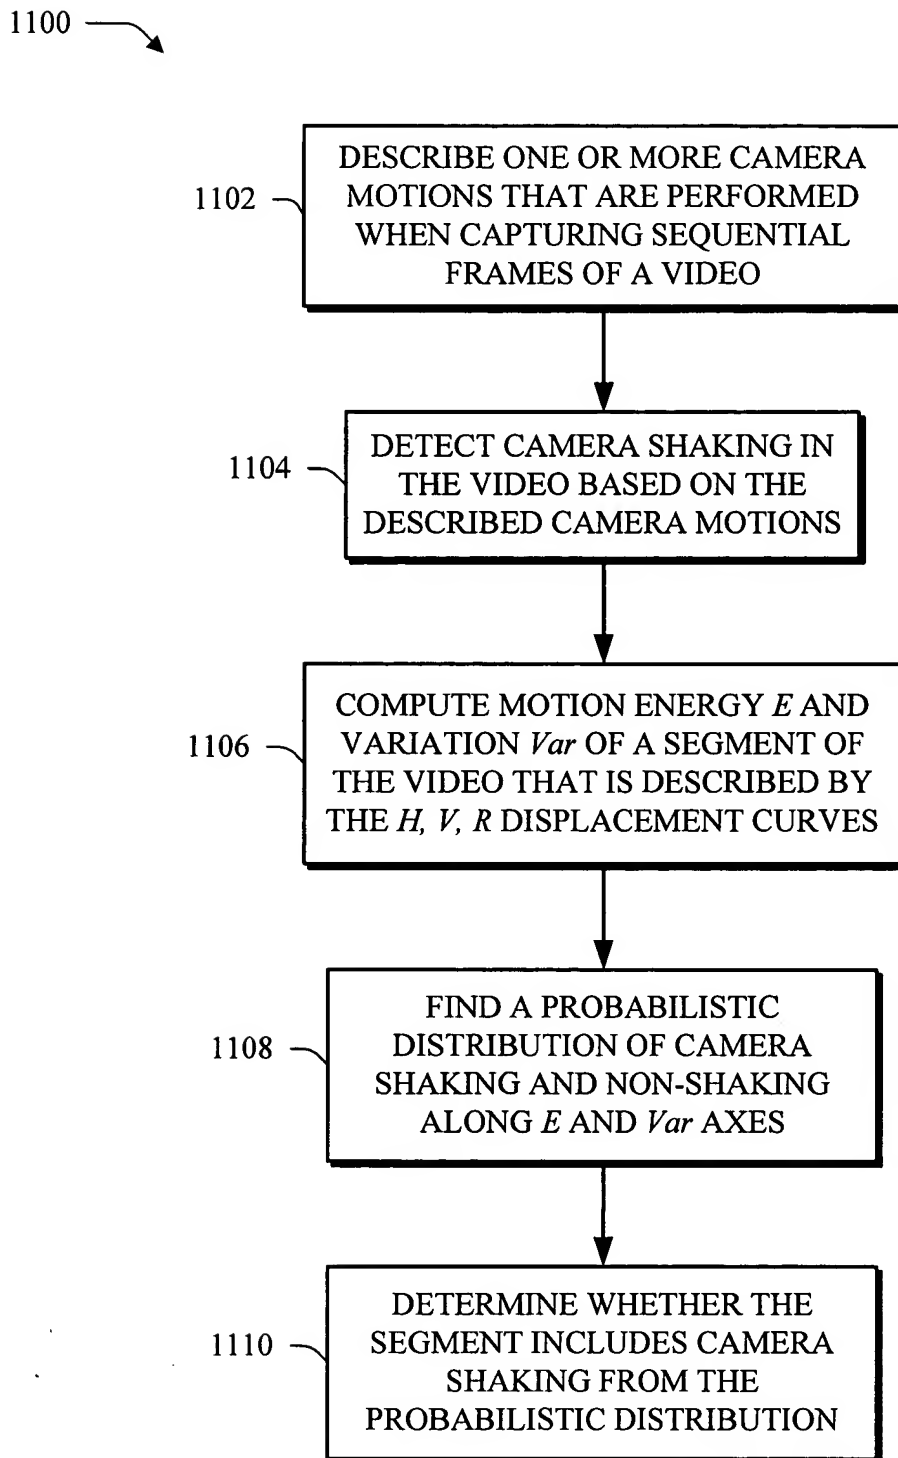 1100
1102
DESCRIBE ONE OR MORE CAMERA
MOTIONS THAT ARE PERFORMED
WHEN CAPTURING SEQUENTIAL
FRAMES OF A VIDEO
1104
DETECT CAMERA SHAKING IN
THE VIDEO BASED ON THE
DESCRIBED CAMERA MOTIONS
1106
COMPUTE MOTION ENERGY E AND
VARIATION Var OF A SEGMENT OF
THE VIDEO THAT IS DESCRIBED BY
THE H, V, R DISPLACEMENT CURVES
1108
FIND A PROBABILISTIC
DISTRIBUTION OF CAMERA
SHAKING AND NON-SHAKING
ALONG E AND Var AXES
1110
DETERMINE WHETHER THE
SEGMENT INCLUDES CAMERA
SHAKING FROM THE
PROBABILISTIC DISTRIBUTION